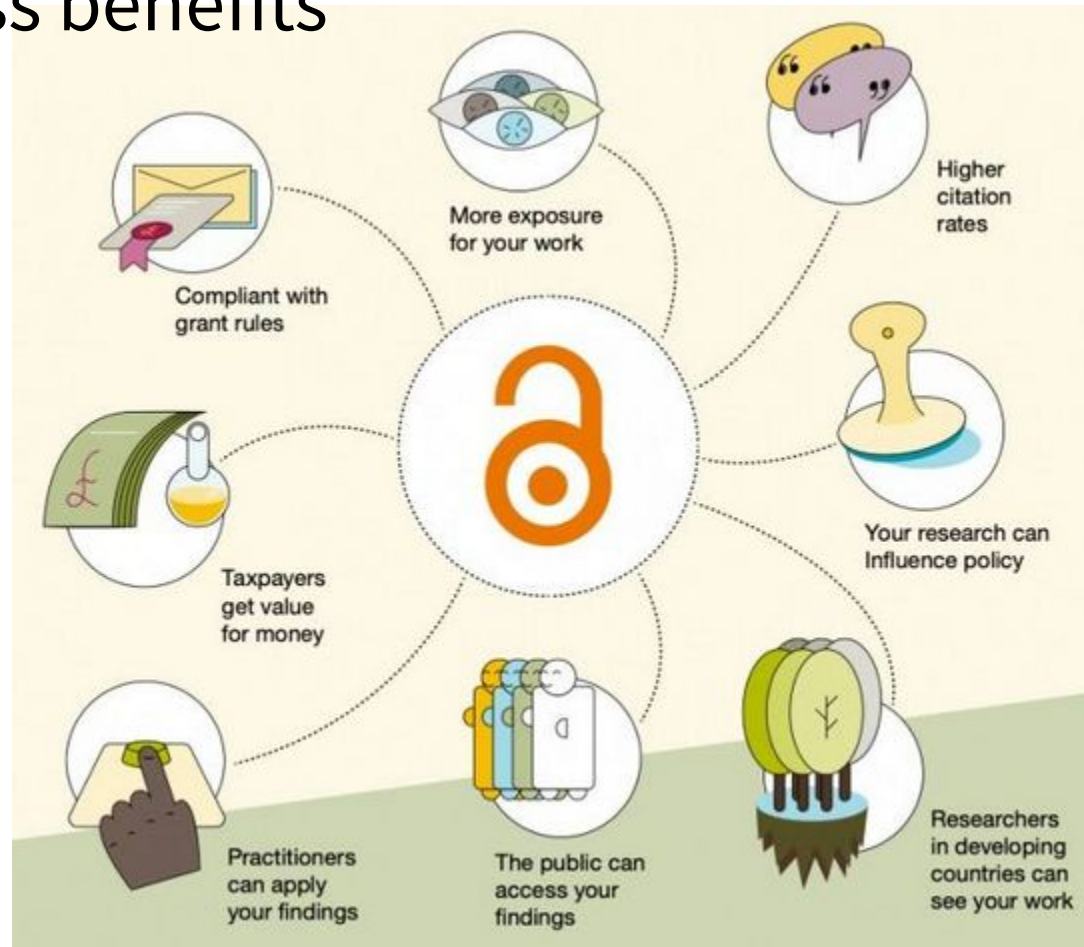 ss benefits
More exposure
for your work
Higher
citation
rates
Compliant with
grant rules
Your research can
Influence policy
£
Taxpayers
get value
for money
Practitioners
can apply
your findings
The public can
access your
findings
Researchers
in developing
countries can
see your work